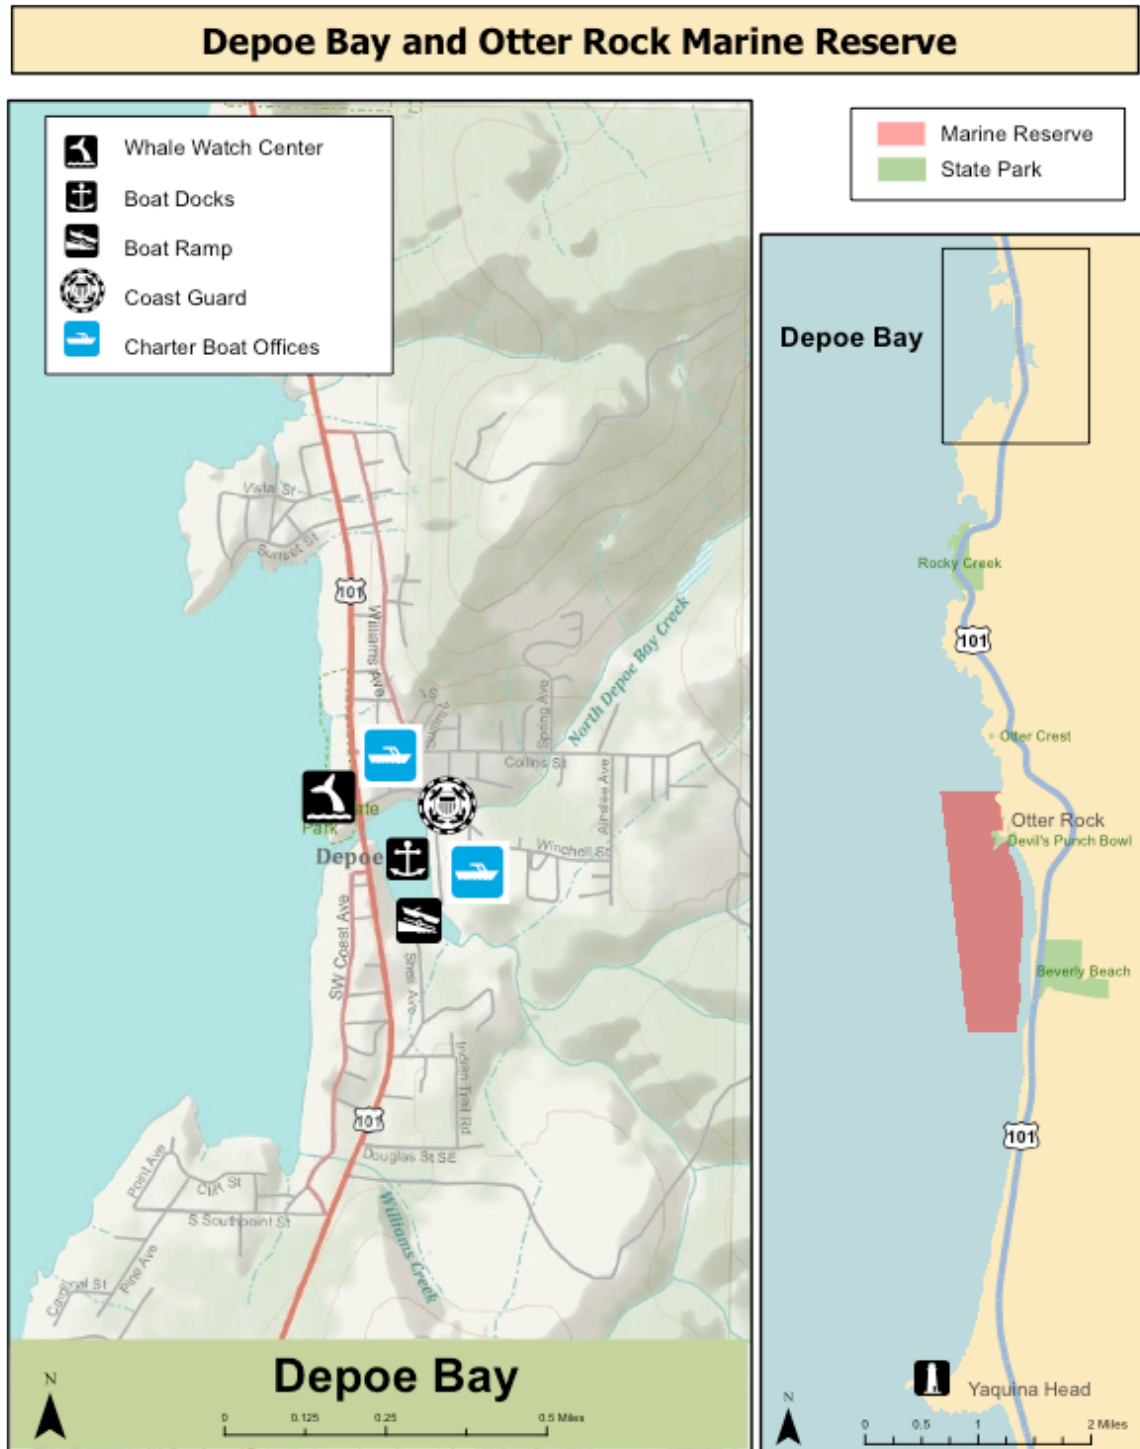 Depoe Bay and Otter Rock Marine Reserve
Whale Watch Center
Boat Docks
Boat Ramp
Coast Guard
Charter Boat Offices
Vista St
Sunset St
101
Williams Ave
North Depoe Bay Creek
Spring Ave
Collins St
Ainslee Ave
Park
Depoe
Winchell St
SW Coast Ave
Shell Ave
Indian Trail Rd
101
Douglas St SE
Point Ave
Cliff St
S Southpoint St
Pine Ave
Williams Creek
Depoe Bay
N
0 0.125 0.25 0.5 Miles
Marine Reserve
State Park
Depoe Bay
Rocky Creek
101
Otter Crest
Otter Rock
Devil's Punch Bowl
Beverly Beach
101
Yaquina Head
N
0 0.5 1 2 Miles